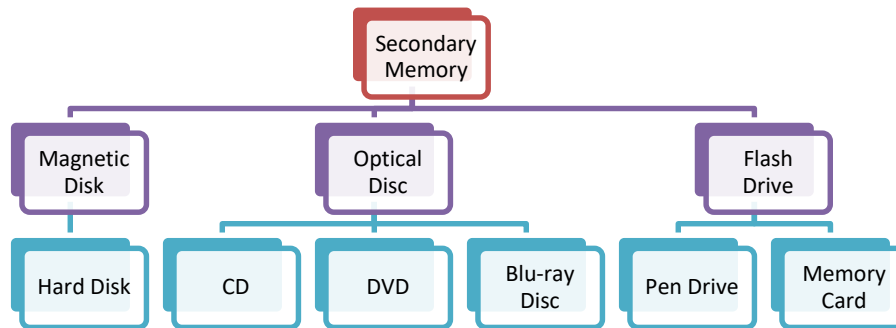 Secondary
Memory
Magnetic
Disk
Optical
Disc
Flash
Drive
Hard Disk
CD
DVD
Blu-ray
Disc
Pen Drive
Memory
Card